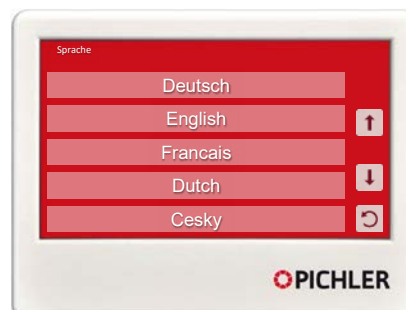 Sprache
Deutsch
English
Francais
Dutch
Cesky
PICHLER